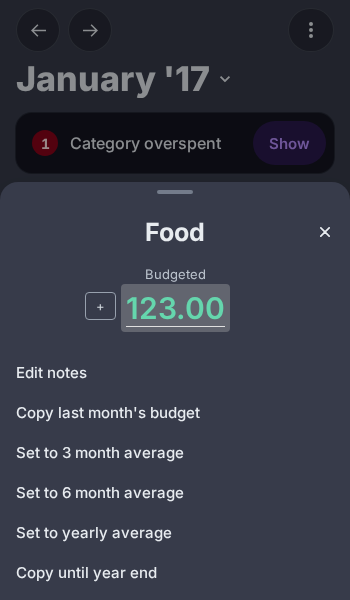 January '17
1 Category overspent Show
Food
Budgeted
+ 123.00
Edit notes
Copy last month's budget
Set to 3 month average
Set to 6 month average
Set to yearly average
Copy until year end